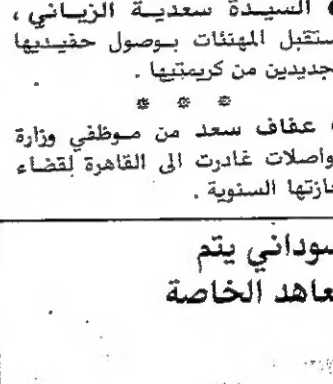 السيدة سعدية الزياني ،
ستقبل المهنئات بوصول حفيديها
جديدين من كريمتيها .
عفاف سعد من موظفي وزارة
واصلات غادرت الى القاهرة لقضاء
جازتها السنوية .
سوداني يتم
عاهد الخاصة